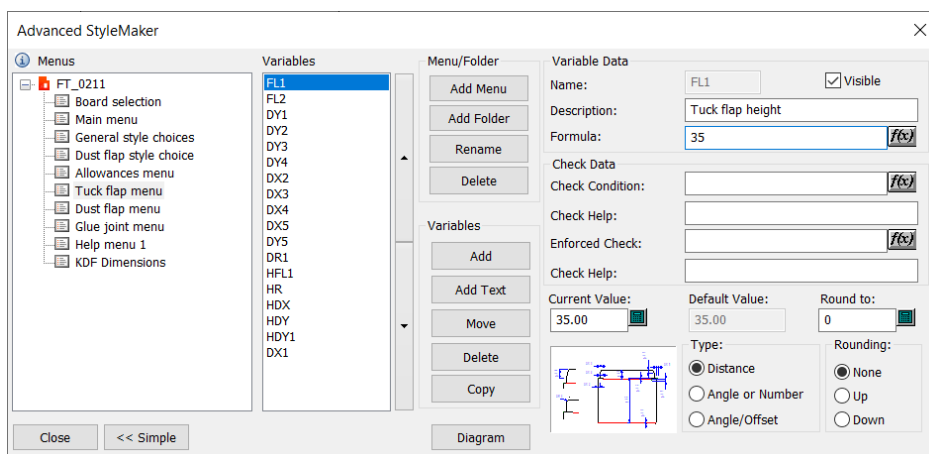 Advanced StyleMaker
Menus
FT_0211
Board selection
Main menu
General style choices
Dust flap style choice
Allowances menu
Tuck flap menu
Dust flap menu
Glue joint menu
Help menu 1
KDF Dimensions
Close
<< Simple
Variables
FL1
FL2
DY1
DY2
DY3
DY4
DX2
DX3
DX4
DX5
DY5
DR1
HFL1
HR
HDX
HDY
HDY1
DX1
Menu/Folder
Add Menu
Add Folder
Rename
Delete
Variables
Add
Add Text
Move
Delete
Copy
Diagram
Variable Data
Name: FL1 Visible
Description: Tuck flap height
Formula: 35 f(x)
Check Data
Check Condition: f(x)
Check Help:
Enforced Check: f(x)
Check Help:
Current Value: Default Value: Round to:
35.00 35.00 0
Type: Rounding:
Distance None
Angle or Number Up
Angle/Offset Down